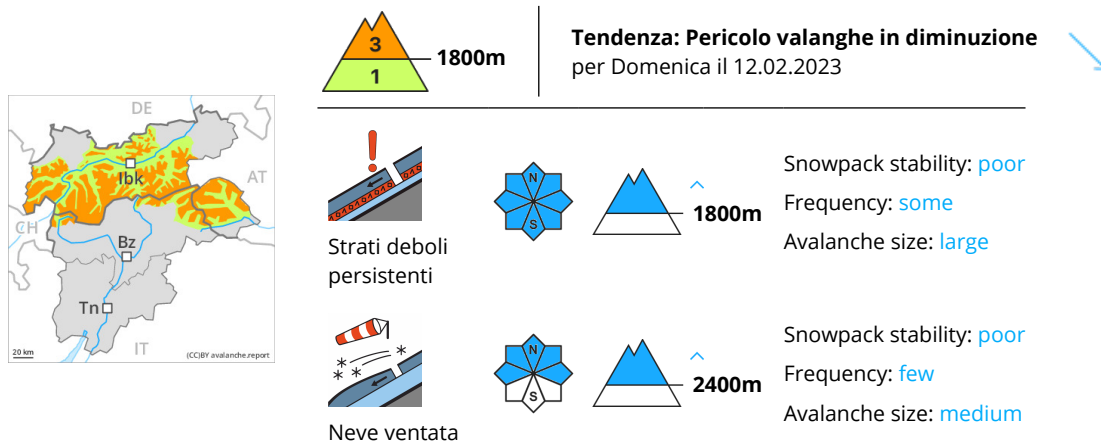 3
1
1800m
Tendenza: Pericolo valanghe in diminuzione
per Domenica il 12.02.2023
DE
Ibk
AT
CH
Bz
Tn
IT
20 km
(CC)BY avalanche.report
Strati deboli
persistenti
N
S
1800m
Snowpack stability: poor
Frequency: some
Avalanche size: large
Neve ventata
N
S
2400m
Snowpack stability: poor
Frequency: few
Avalanche size: medium